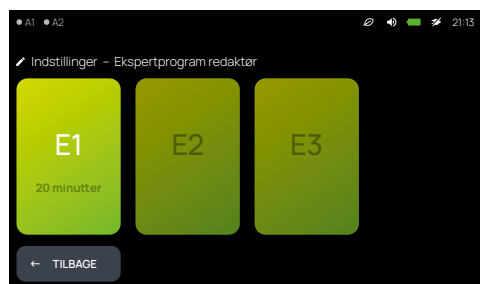 A1 A2 21:13
Indstillinger – Ekspertprogram redaktør
E1 E2 E3
20 minutter
← TILBAGE